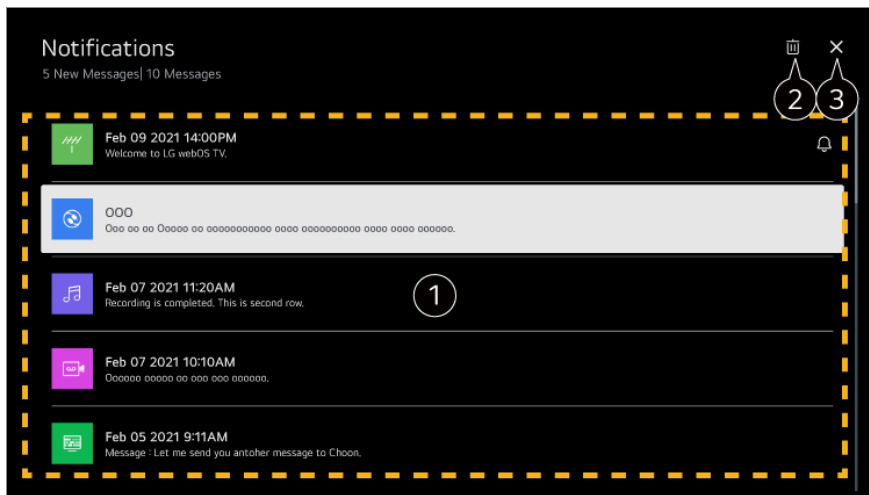 Notifications
5 New Messages| 10 Messages
2
3
Feb 09 2021 14:00PM
Welcome to LG webOS TV.
OOO
Ooo oo oo Ooooo oo ooooooooooo oooo oooooooooo oooo oooo oooooo.
Feb 07 2021 11:20AM
Recording is completed. This is second row.
1
Feb 07 2021 10:10AM
Oooooo ooooo oo ooo ooo oooooo.
Feb 05 2021 9:11AM
Message : Let me send you antoher message to Choon.